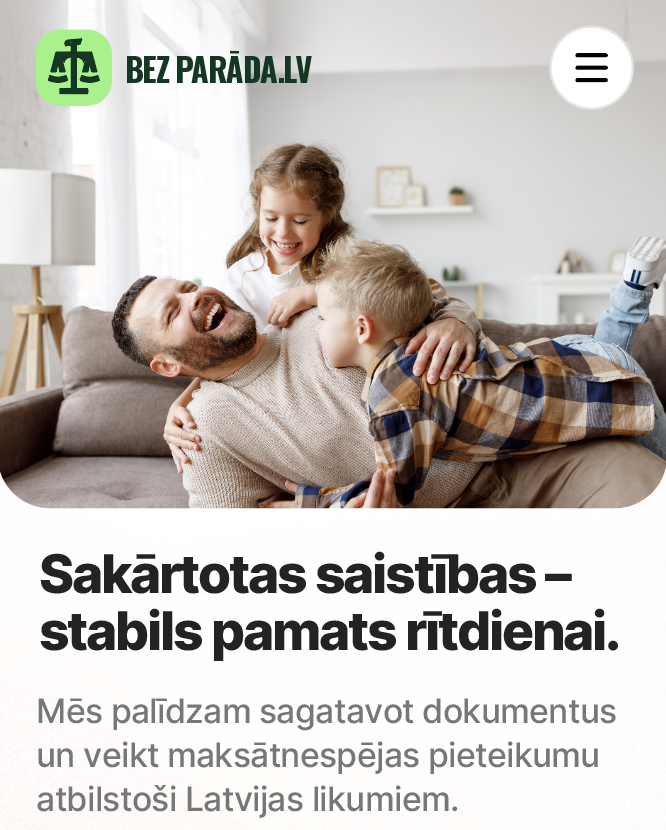 BEZ PARĀDA.LV
Sakārtotas saistības –
stabils pamats rītdienai.
Mēs palīdzam sagatavot dokumentus
un veikt maksātnespējas pieteikumu
atbilstoši Latvijas likumiem.